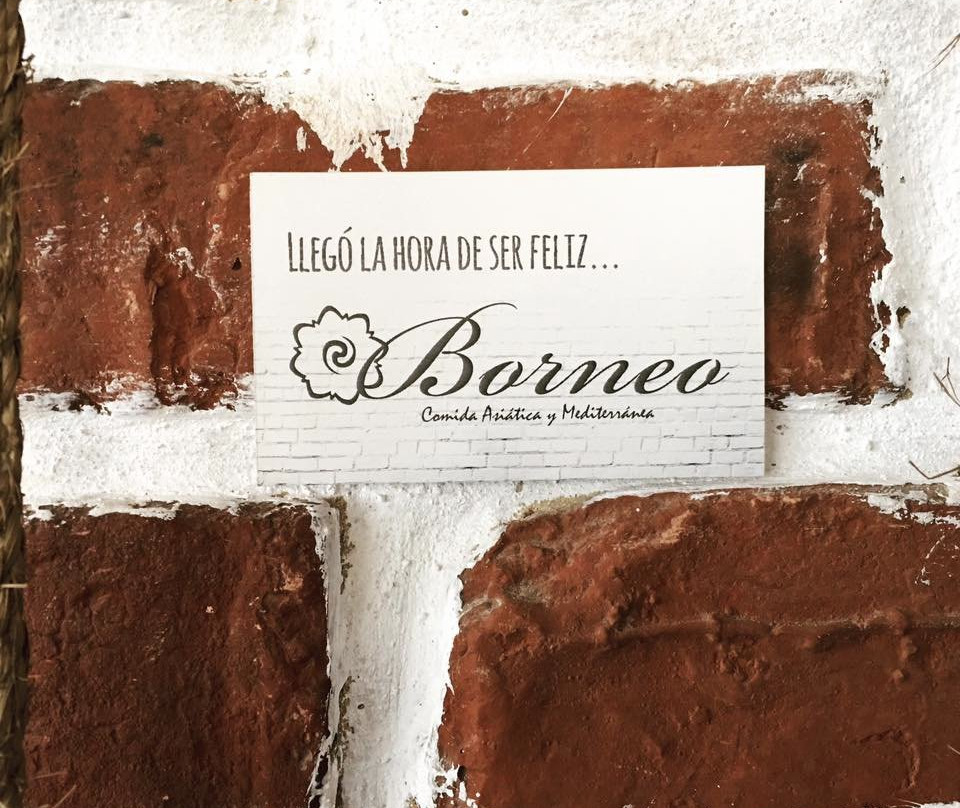 Llegó la hora de ser feliz...
Borneo
Comida Asiática y Mediterránea